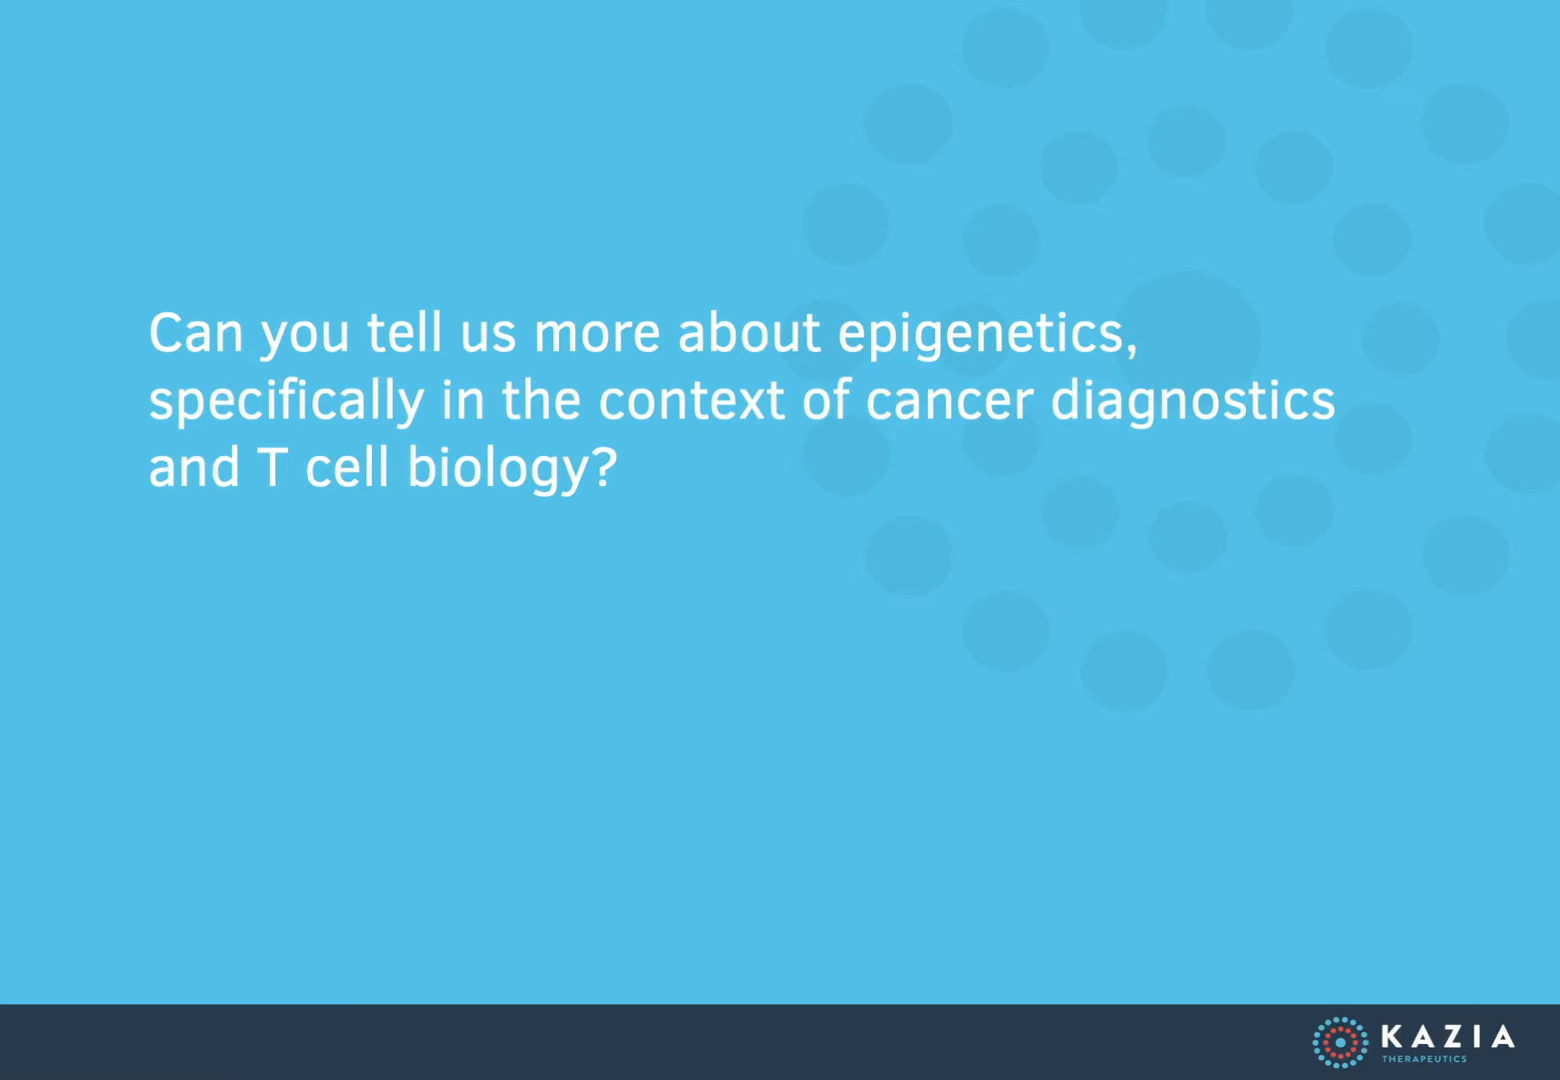 Can you tell us more about epigenetics,
specifically in the context of cancer diagnostics
and T cell biology?
KAZIA
THERAPEUTICS